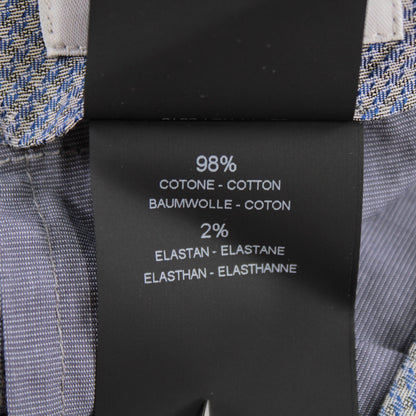 98%
COTONE - COTTON
BAUMWOLLE - COTON
2%
ELASTAN - ELASTANE
ELASTHAN - ELASTHANNE